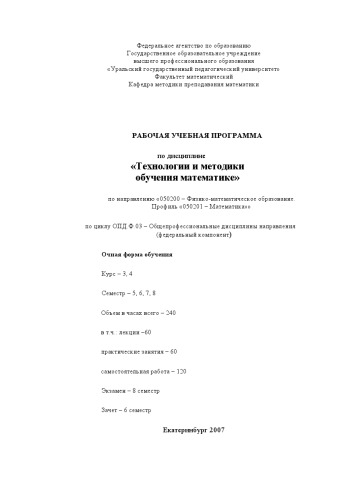 Федеральное агентство по образованию
Государственное образовательное учреждение
высшего профессионального образования
«Уральский государственный педагогический университет»
Факультет математический
Кафедра методики преподавания математики
РАБОЧАЯ УЧЕБНАЯ ПРОГРАММА
по дисциплине
«Технологии и методики
обучения математике»
по направлению «050200 – Физико-математическое образование.
Профиль «050201 – Математика»»
по циклу ОПД.Ф.03 – Общепрофессиональные дисциплины направления
(федеральный компонент)
Очная форма обучения
Курс – 3, 4
Семестр – 5, 6, 7, 8
Объем в часах всего – 240
в т.ч.: лекции –60
практические занятия – 60
самостоятельная работа – 120
Экзамен – 8 семестр
Зачет – 6 семестр
Екатеринбург 2007